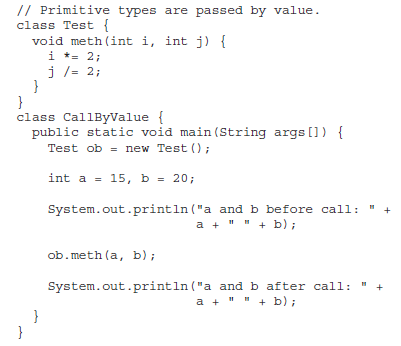 // Primitive types are passed by value.
class Test {
  void meth(int i, int j) {
    i *= 2;
    j /= 2;
  }
}
class CallByValue {
  public static void main(String args[]) {
    Test ob = new Test();

    int a = 15, b = 20;

    System.out.println("a and b before call: " +
                       a + " " + b);

    ob.meth(a, b);

    System.out.println("a and b after call: " +
                       a + " " + b);
  }
}